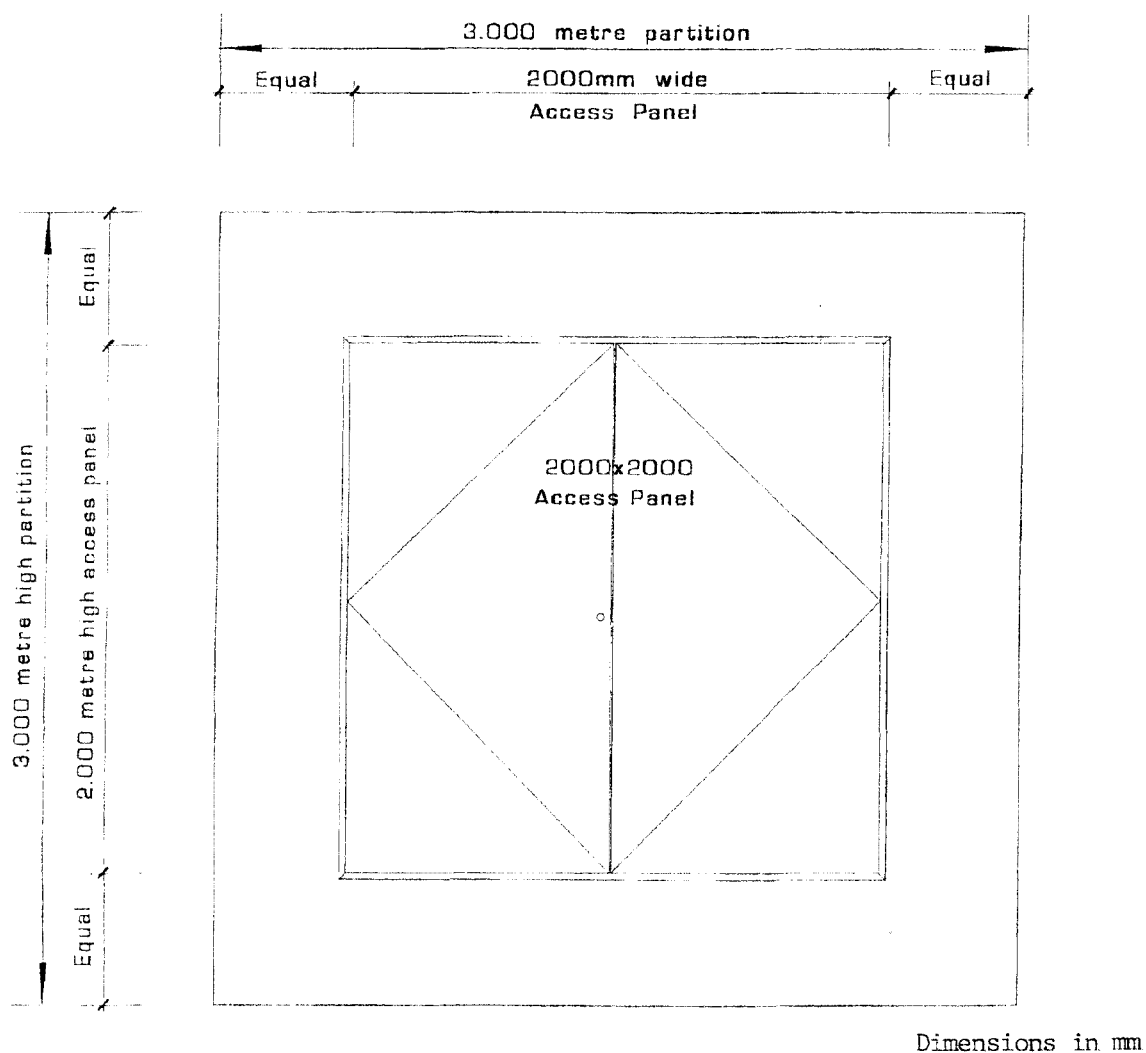 3.000 metre partition
Equal
2000mm wide
Equal
Access Panel
Equal
3.000 metre high partition
2.000 metre high access panel
2000x2000
Access Panel
Equal
Dimensions in mm